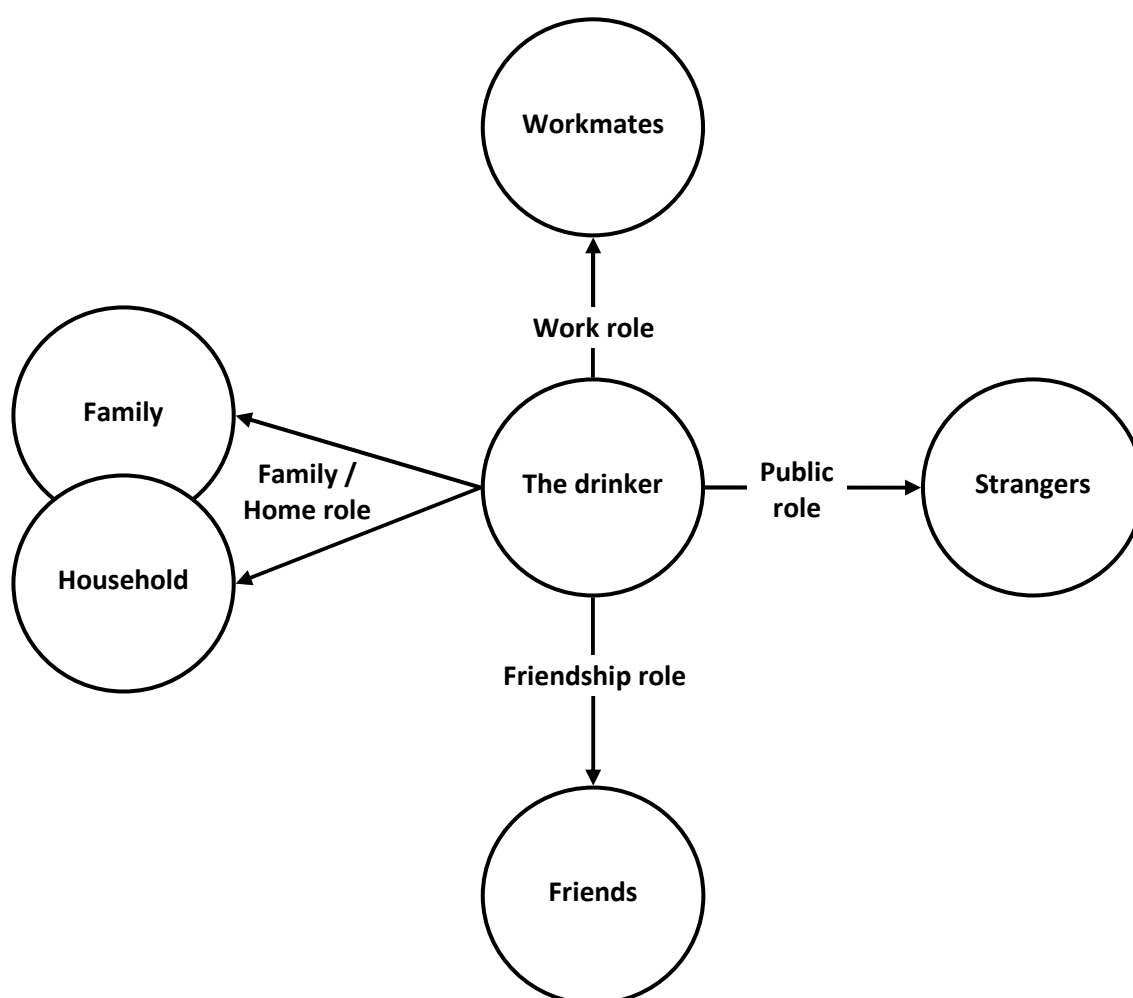 Workmates
Work role
Family
Family /
Home role
The drinker
Public
role
Strangers
Household
Friendship role
Friends